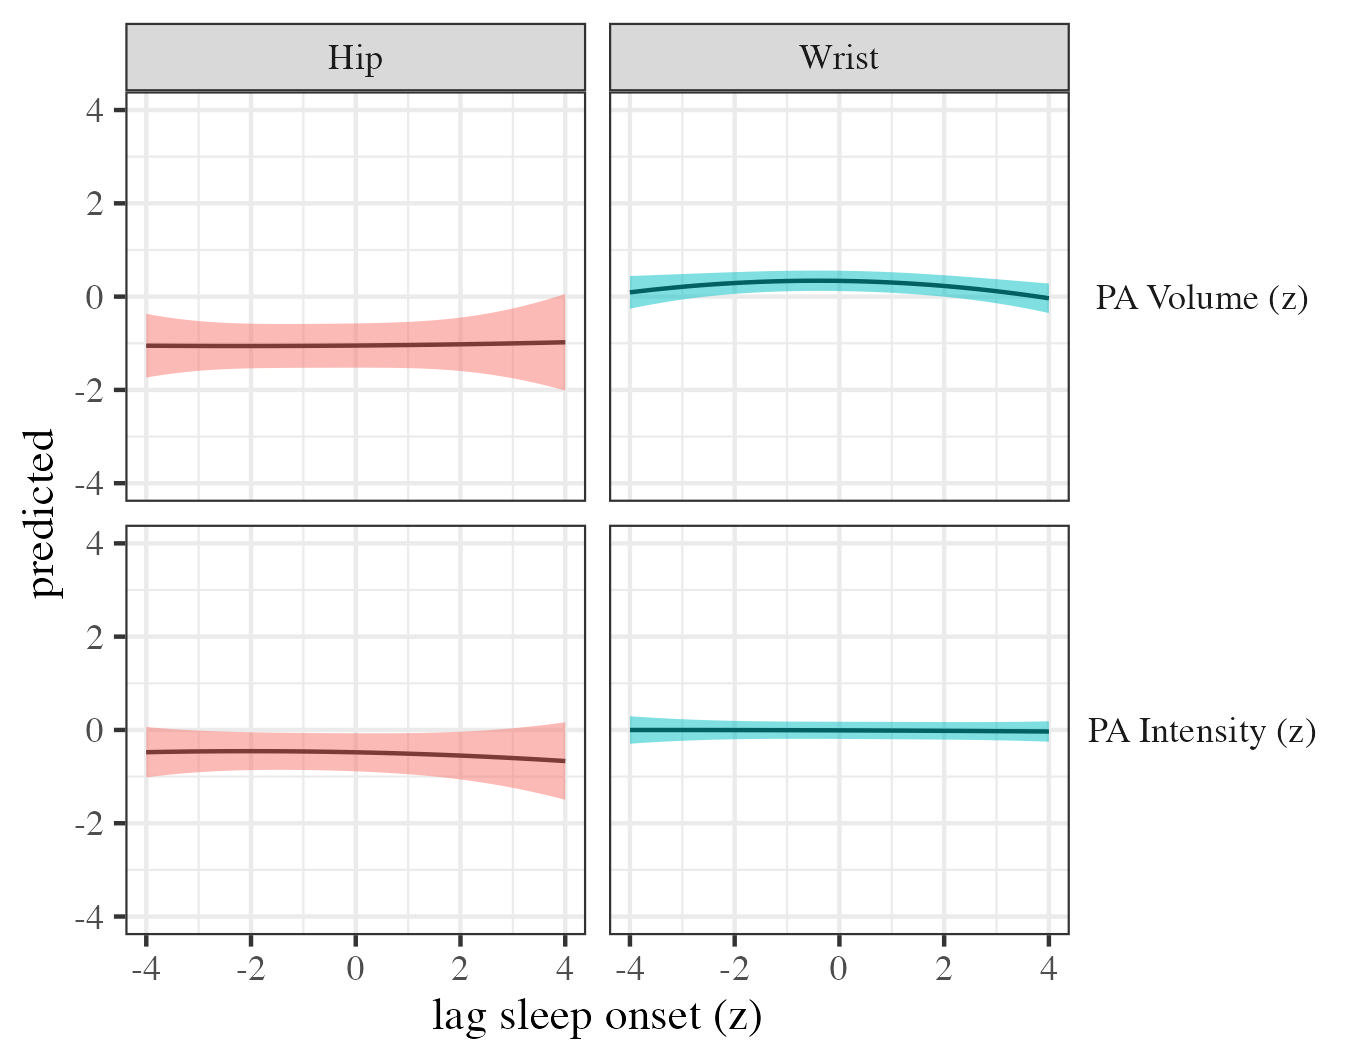 Hip
Wrist
4
2
0
-2
-4
PA Volume (z)
predicted
4
2
0
-2
-4
PA Intensity (z)
-4 -2 0 2 4
-4 -2 0 2 4
lag sleep onset (z)